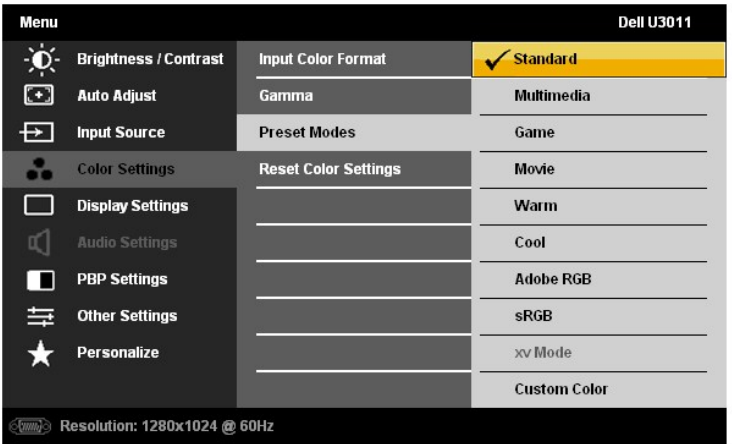 Menu Dell U3011
Brightness / Contrast Input Color Format Standard
Auto Adjust Gamma Multimedia
Input Source Preset Modes Game
Color Settings Reset Color Settings Movie
Display Settings Warm
Audio Settings Cool
PBP Settings Adobe RGB
Other Settings sRGB
Personalize xv Mode
Custom Color
Resolution: 1280x1024 @ 60Hz